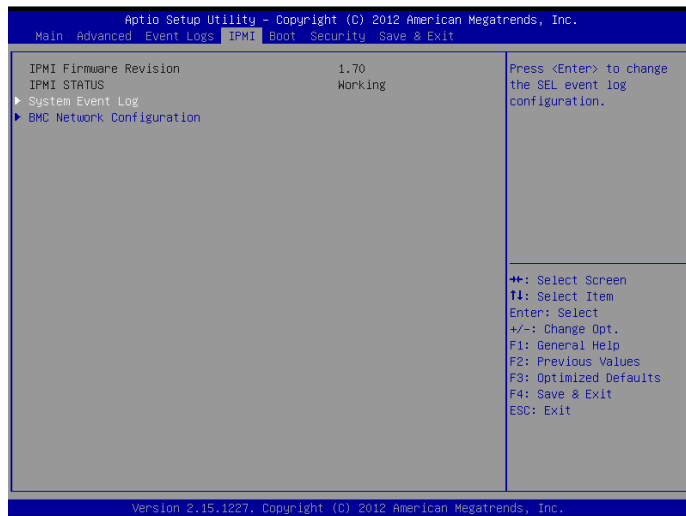 Aptio Setup Utility – Copyright (C) 2012 American Megatrends, Inc.
Main Advanced Event Logs IPMI Boot Security Save & Exit
IPMI Firmware Revision 1.70
IPMI STATUS Working
▶ System Event Log
▶ BMC Network Configuration
Press <Enter> to change
the SEL event log
configuration.
→←: Select Screen
↑↓: Select Item
Enter: Select
+/-: Change Opt.
F1: General Help
F2: Previous Values
F3: Optimized Defaults
F4: Save & Exit
ESC: Exit
Version 2.15.1227. Copyright (C) 2012 American Megatrends, Inc.